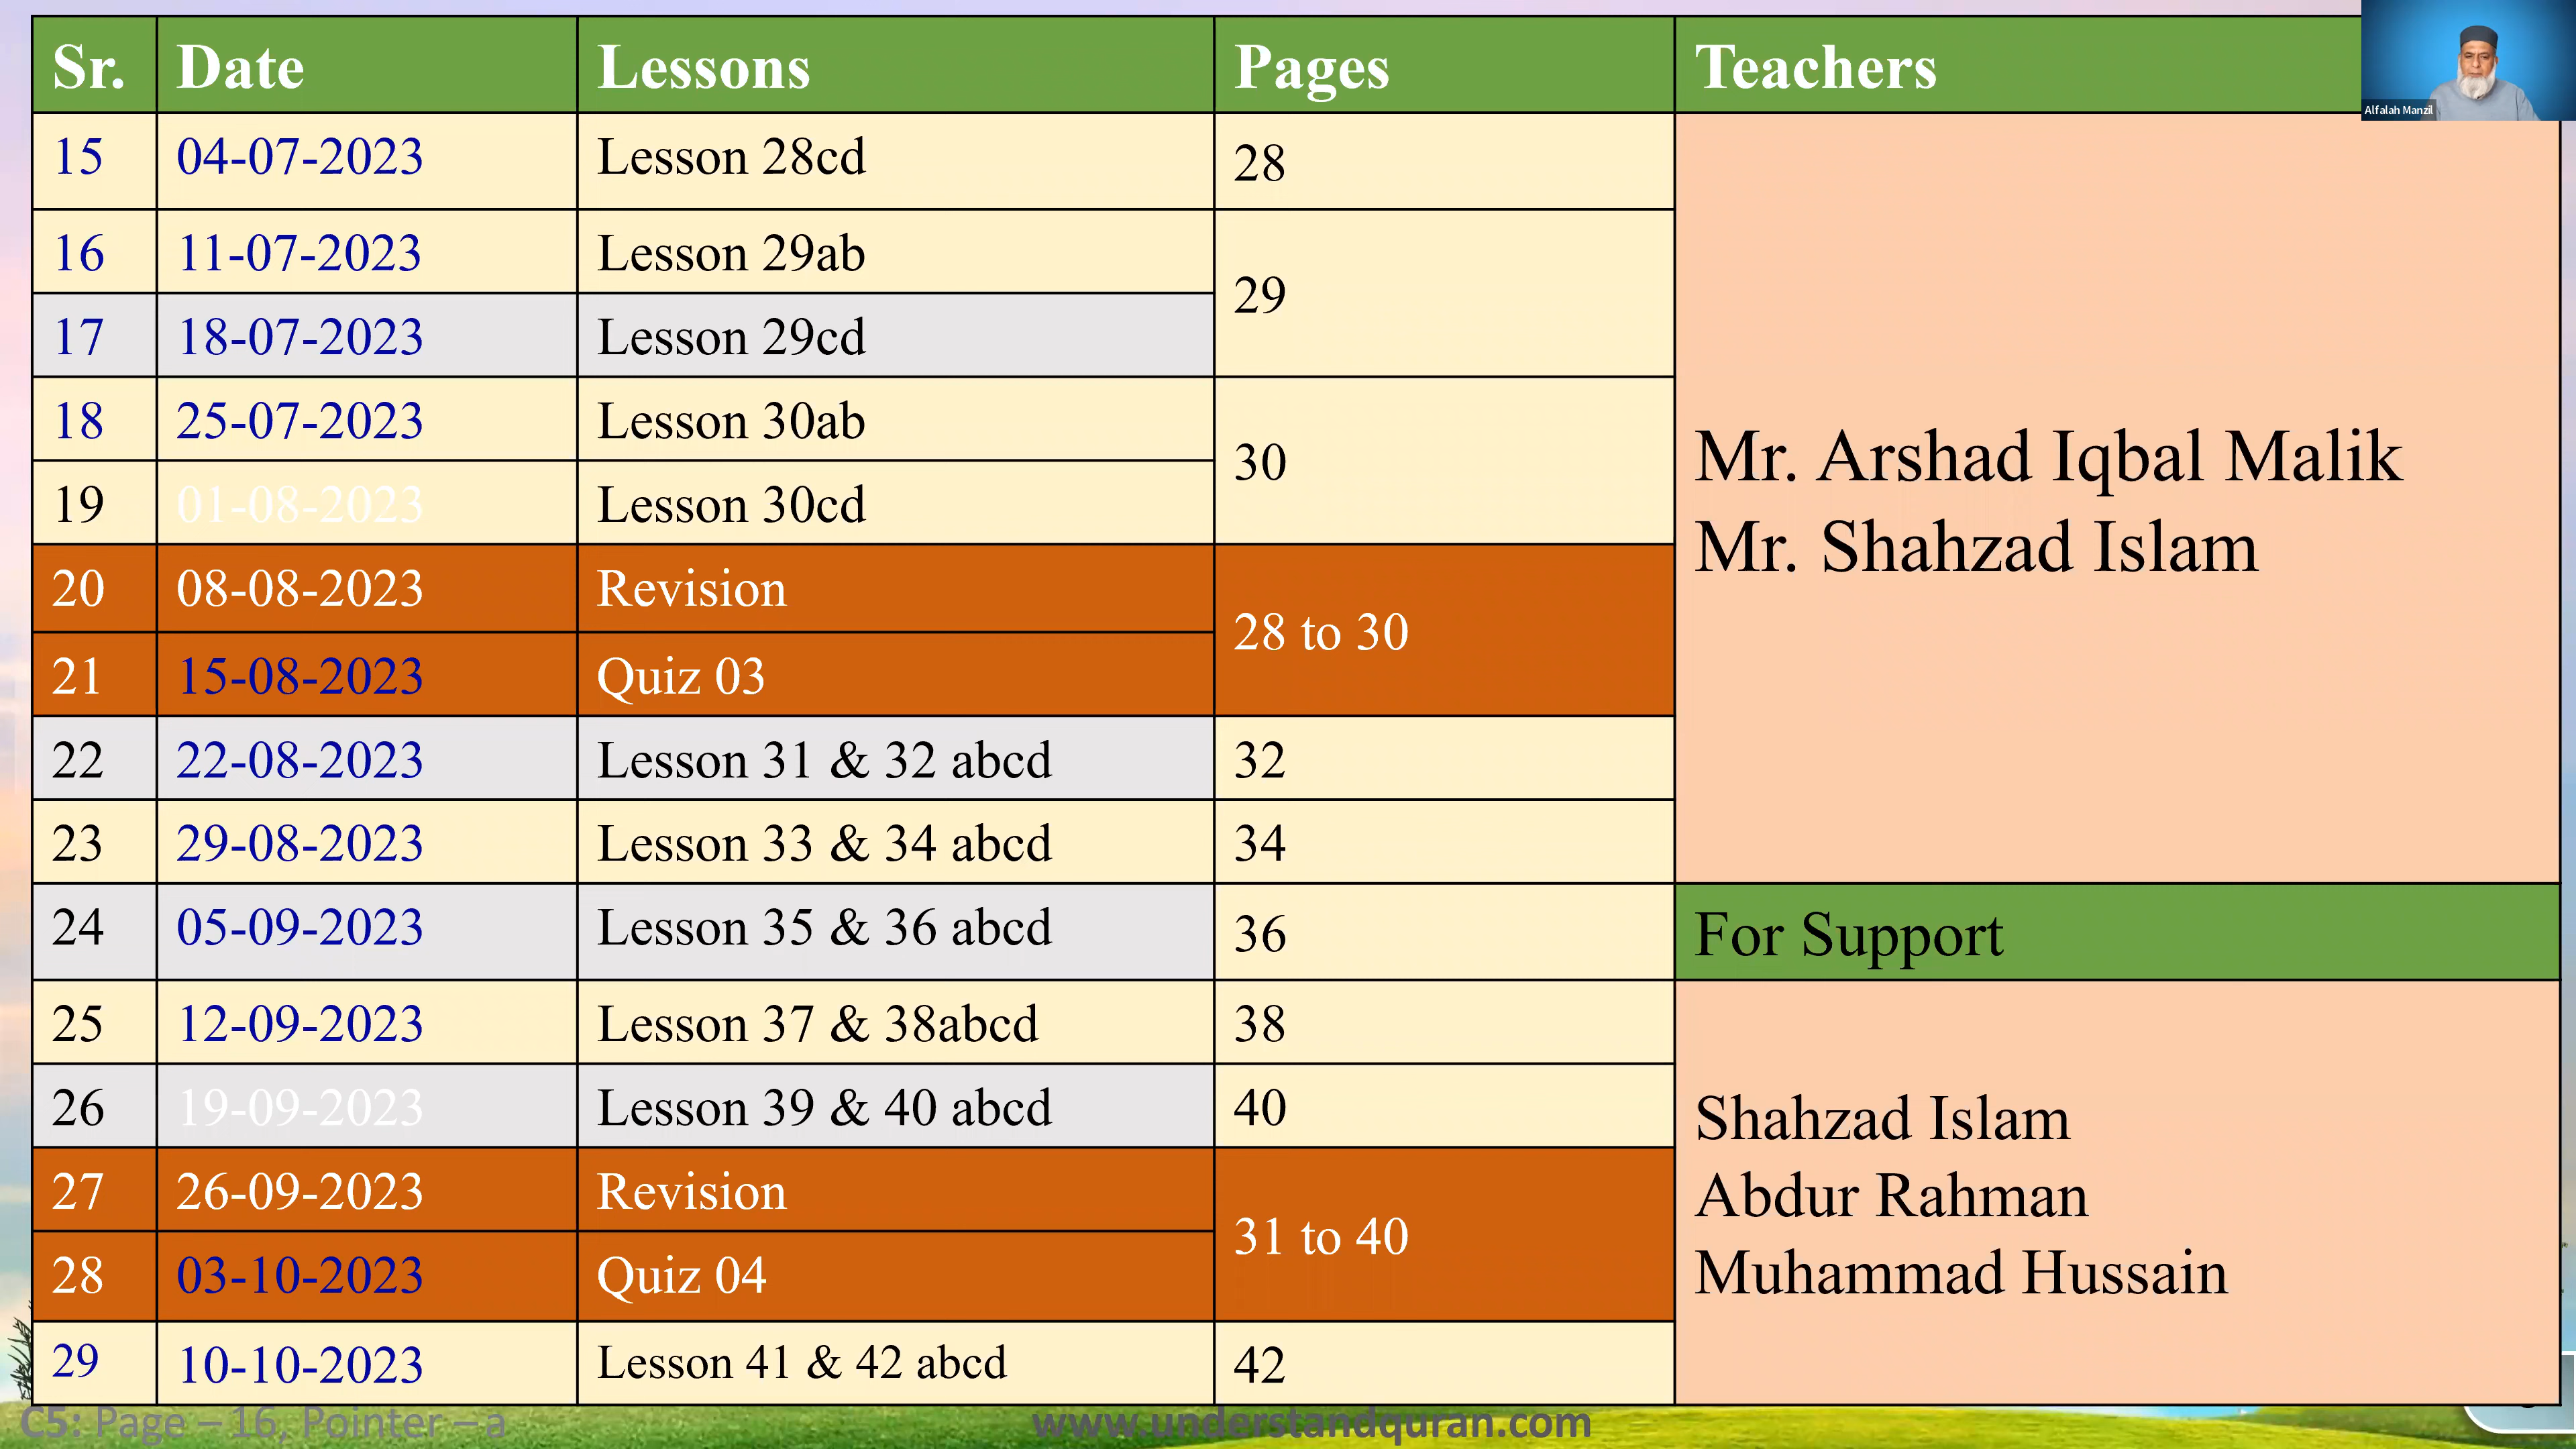 Sr. Date Lessons Pages Teachers
Alfalah Manzil
15 04-07-2023 Lesson 28cd 28
16 11-07-2023 Lesson 29ab 29
17 18-07-2023 Lesson 29cd
18 25-07-2023 Lesson 30ab 30
Mr. Arshad Iqbal Malik
19 01-08-2023 Lesson 30cd
Mr. Shahzad Islam
20 08-08-2023 Revision 28 to 30
21 15-08-2023 Quiz 03
22 22-08-2023 Lesson 31 & 32 abcd 32
23 29-08-2023 Lesson 33 & 34 abcd 34
24 05-09-2023 Lesson 35 & 36 abcd 36 For Support
25 12-09-2023 Lesson 37 & 38abcd 38
26 19-09-2023 Lesson 39 & 40 abcd 40 Shahzad Islam
27 26-09-2023 Revision 31 to 40 Abdur Rahman
28 03-10-2023 Quiz 04 Muhammad Hussain
29 10-10-2023 Lesson 41 & 42 abcd 42
C5: Page – 16, Pointer – a www.understandquran.com